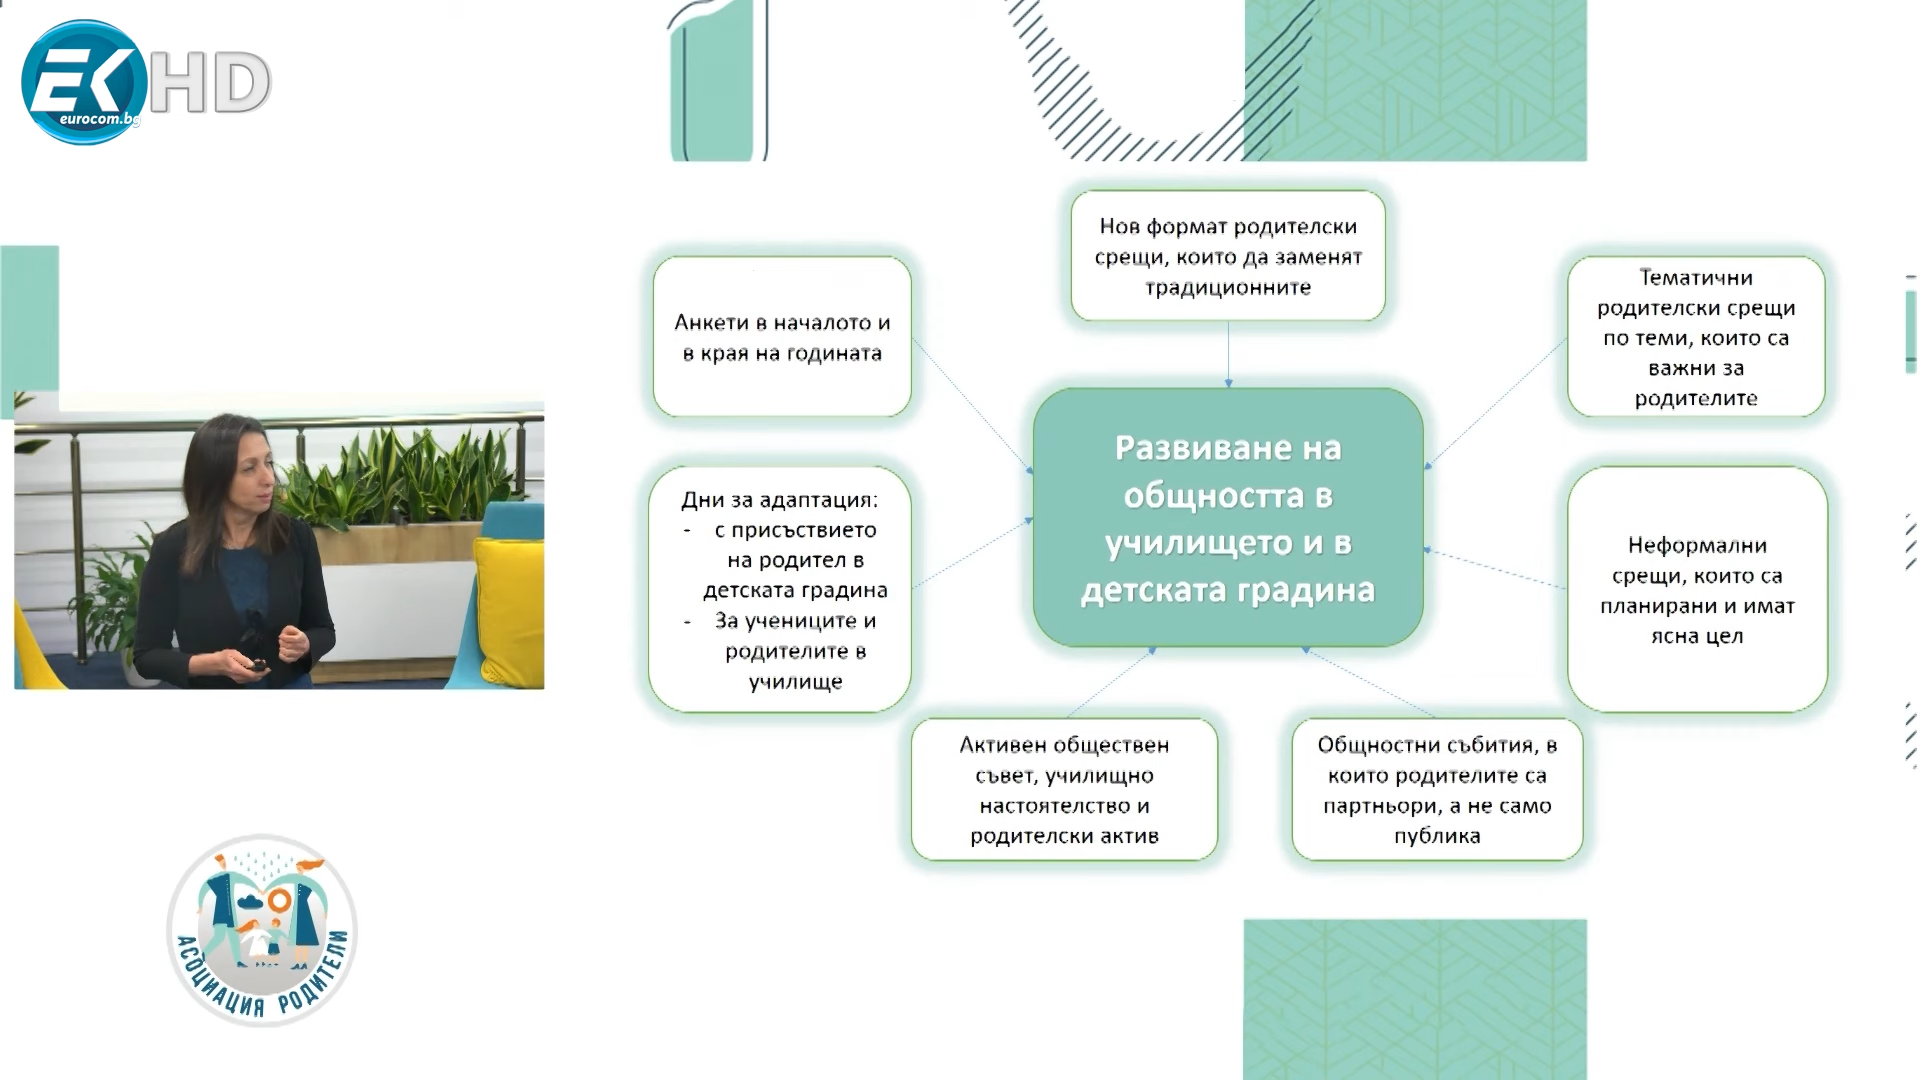 EK HD
eurocom.bg
Нов формат родителски
срещи, които да заменят
традиционните
Анкети в началото и
в края на годината
Тематични
родителски срещи
по теми, които са
важни за
родителите
Развиване на
общността в
училището и в
детската градина
Дни за адаптация:
- с присъствието
на родител в
детската градина
- За учениците и
родителите в
училище
Неформални
срещи, които са
планирани и имат
ясна цел
Активен обществен
съвет, училищно
настоятелство и
родителски актив
Общностни събития, в
които родителите са
партньори, а не само
публика
АСОЦИАЦИЯ РОДИТЕЛИ